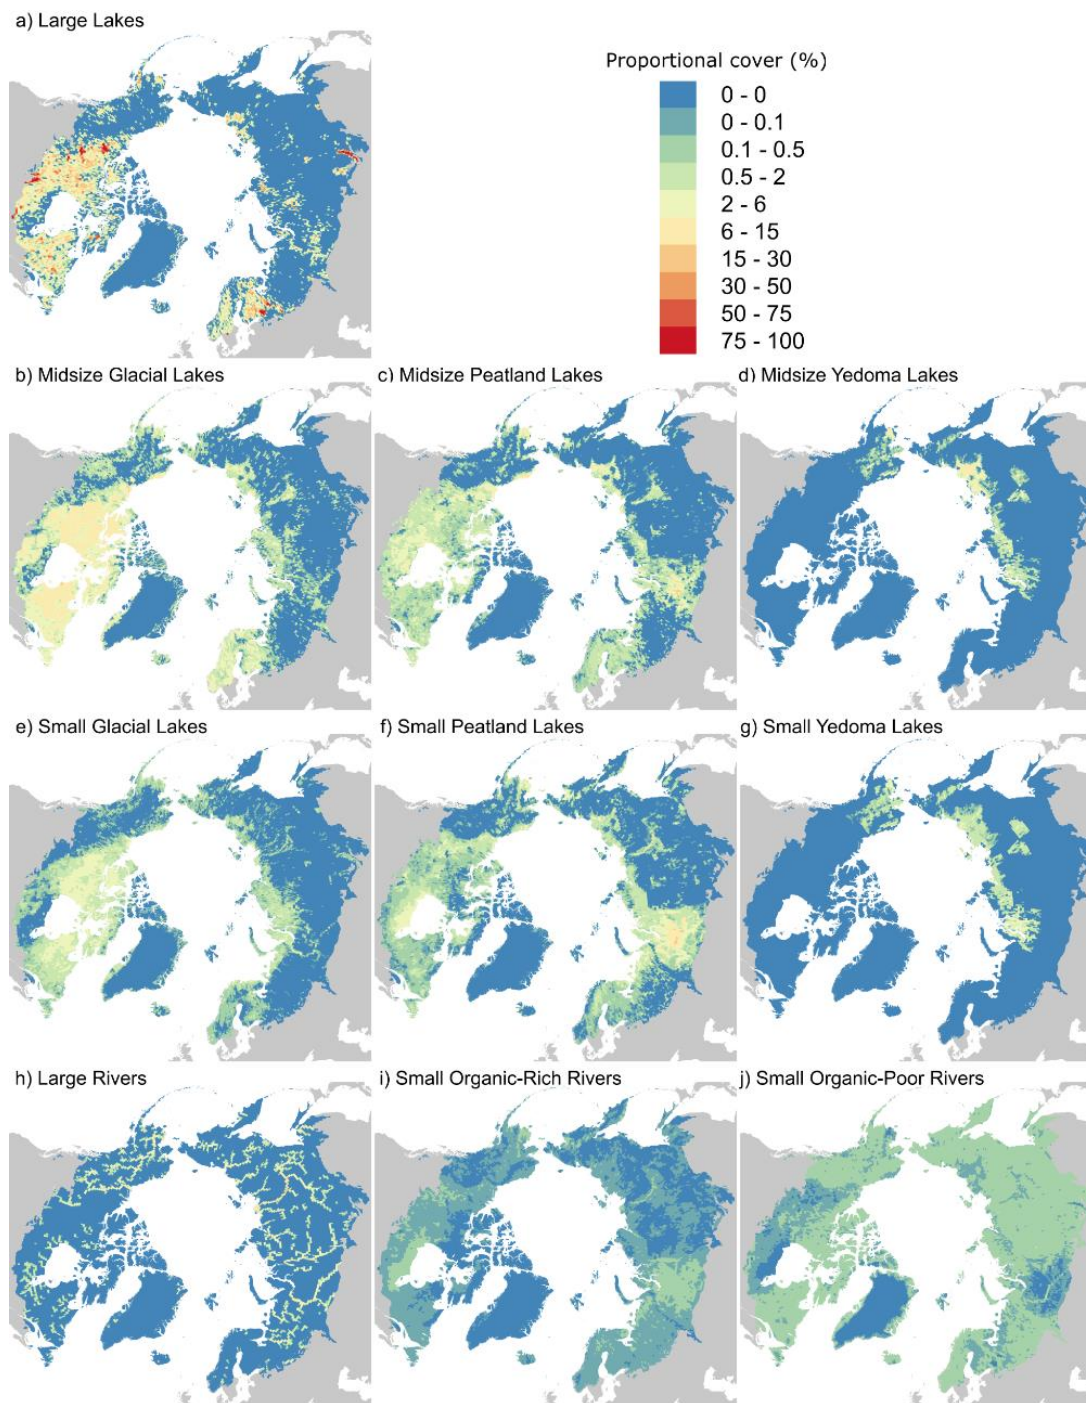 a) Large Lakes
Proportional cover (%)
0 - 0
0 - 0.1
0.1 - 0.5
0.5 - 2
2 - 6
6 - 15
15 - 30
30 - 50
50 - 75
75 - 100
b) Midsize Glacial Lakes
c) Midsize Peatland Lakes
d) Midsize Yedoma Lakes
e) Small Glacial Lakes
f) Small Peatland Lakes
g) Small Yedoma Lakes
h) Large Rivers
i) Small Organic-Rich Rivers
j) Small Organic-Poor Rivers